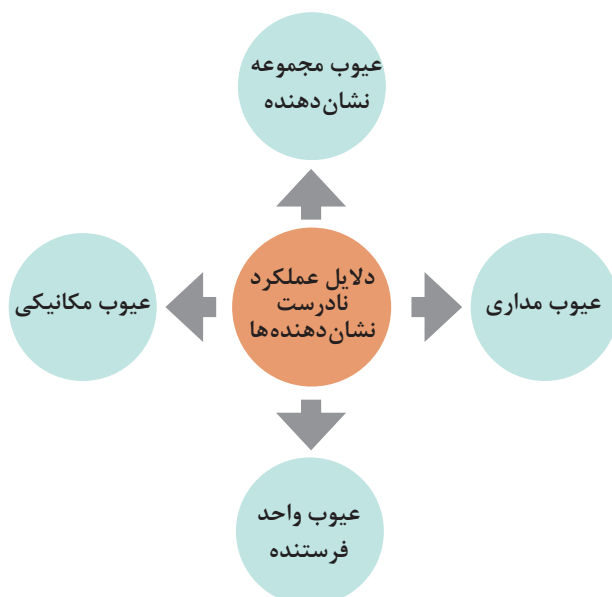 عیوب مجموعه
نشان‌دهنده
دلایل عملکرد
نادرست
نشان‌دهنده‌ها
عیوب مداری
عیوب مکانیکی
عیوب واحد
فرستنده